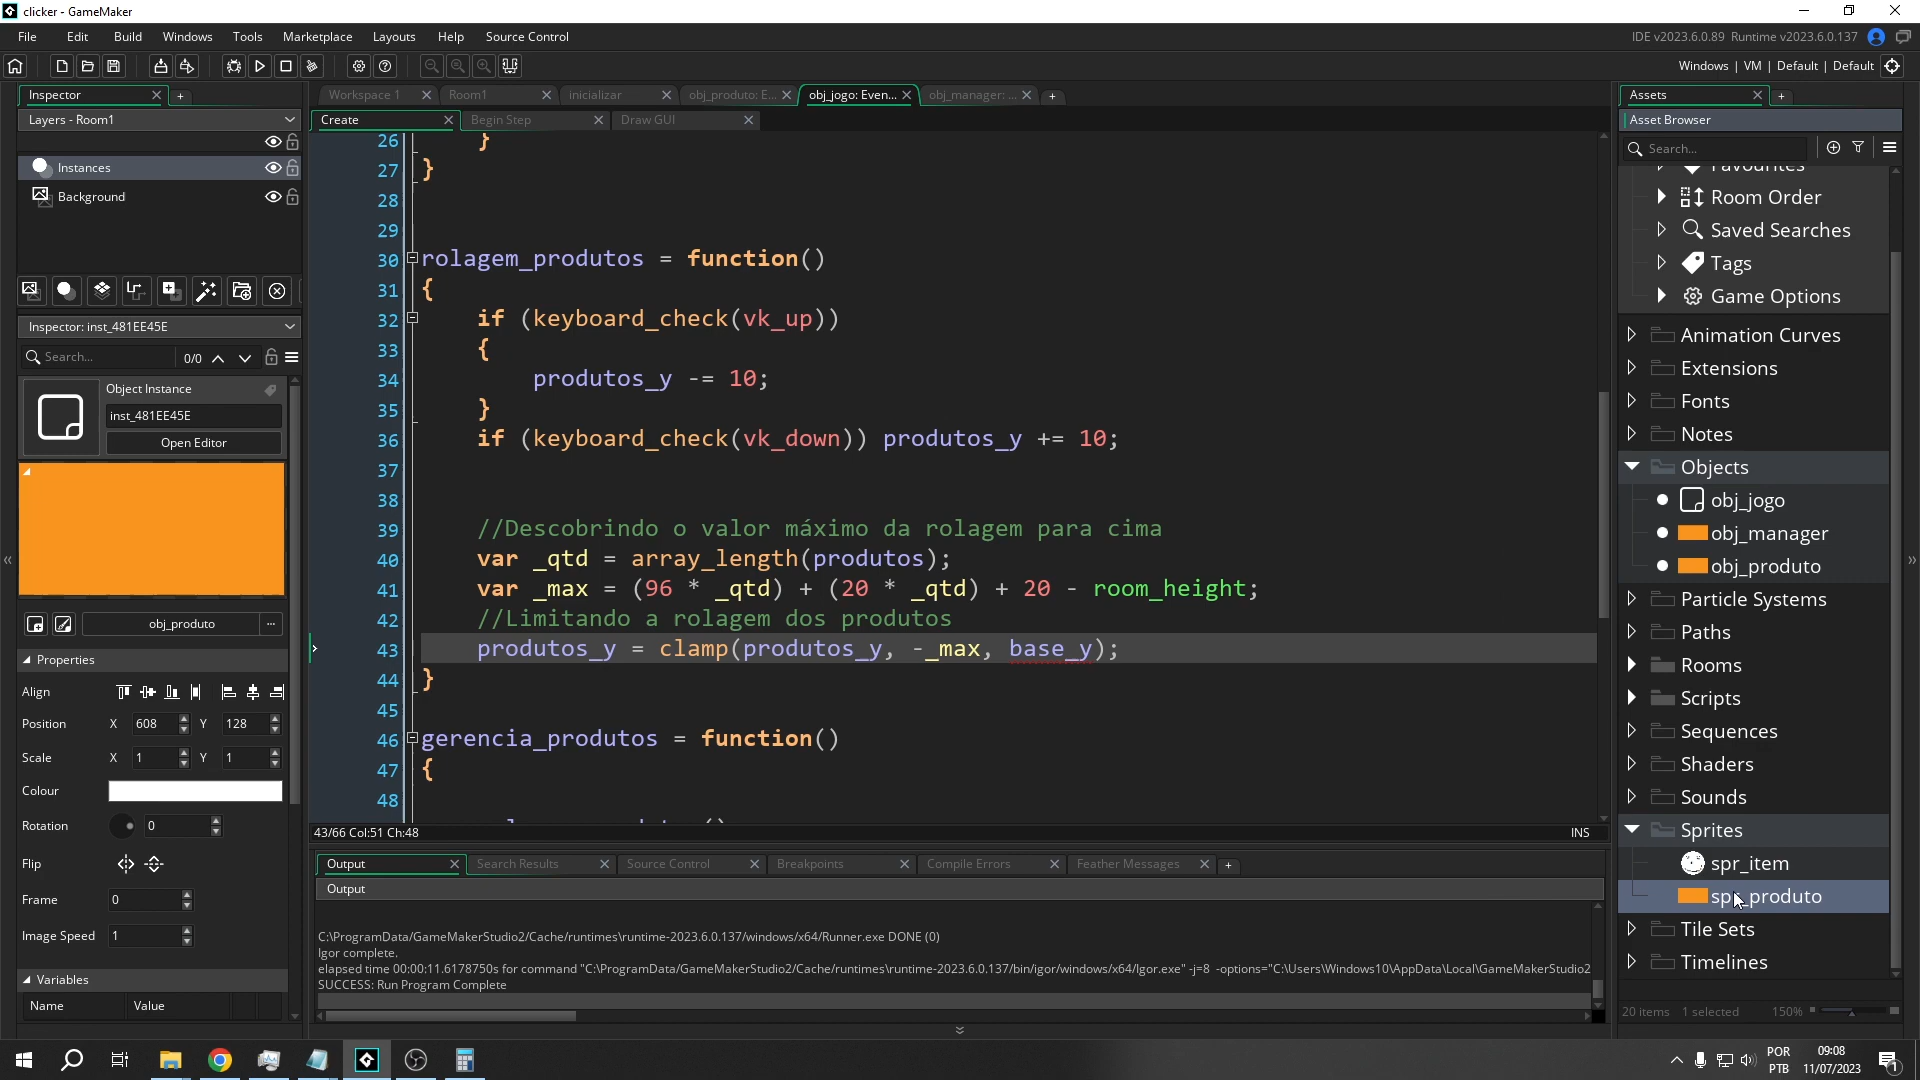 clicker - GameMaker
File Edit Build Windows Tools Marketplace Layouts Help Source Control
IDE v2023.6.0.89 Runtime v2023.6.0.137
Windows | VM | Default | Default
Inspector
Workspace 1
Room1
inicializar
obj_produto: E...
obj_jogo: Even...
obj_manager: ...
Assets
Layers - Room1
Create
Begin Step
Draw GUI
Asset Browser
Search...
Instances
Background
Inspector: inst_481EE45E
Search...
0/0
Object Instance
inst_481EE45E
Open Editor
obj_produto
...
Properties
Align
Position X 608 Y 128
Scale X 1 Y 1
Colour
Rotation 0
Flip
Frame 0
Image Speed 1
Variables
Name Value
26 }
27 }
28
29
30 rolagem_produtos = function()
31 {
32 if (keyboard_check(vk_up))
33 {
34 produtos_y -= 10;
35 }
36 if (keyboard_check(vk_down)) produtos_y += 10;
37
38
39 //Descobrindo o valor máximo da rolagem para cima
40 var _qtd = array_length(produtos);
41 var _max = (96 * _qtd) + (20 * _qtd) + 20 - room_height;
42 //Limitando a rolagem dos produtos
43 produtos_y = clamp(produtos_y, -_max, base_y);
44 }
45
46 gerencia_produtos = function()
47 {
48
43/66 Col:51 Ch:48
INS
Output
Search Results
Source Control
Breakpoints
Compile Errors
Feather Messages
Output
C:\ProgramData/GameMakerStudio2/Cache/runtimes\runtime-2023.6.0.137/windows/x64/Runner.exe DONE (0)
Igor complete.
elapsed time 00:00:11.6178750s for command "C:\ProgramData/GameMakerStudio2/Cache/runtimes\runtime-2023.6.0.137/bin/igor/windows/x64/Igor.exe" -j=8 -options="C:\Users\Windows10\AppData\Local\GameMakerStudio2
SUCCESS: Run Program Complete
Favourites
Room Order
Saved Searches
Tags
Game Options
Animation Curves
Extensions
Fonts
Notes
Objects
obj_jogo
obj_manager
obj_produto
Particle Systems
Paths
Rooms
Scripts
Sequences
Shaders
Sounds
Sprites
spr_item
spr_produto
Tile Sets
Timelines
20 items 1 selected 150%
POR
PTB
09:08
11/07/2023
1